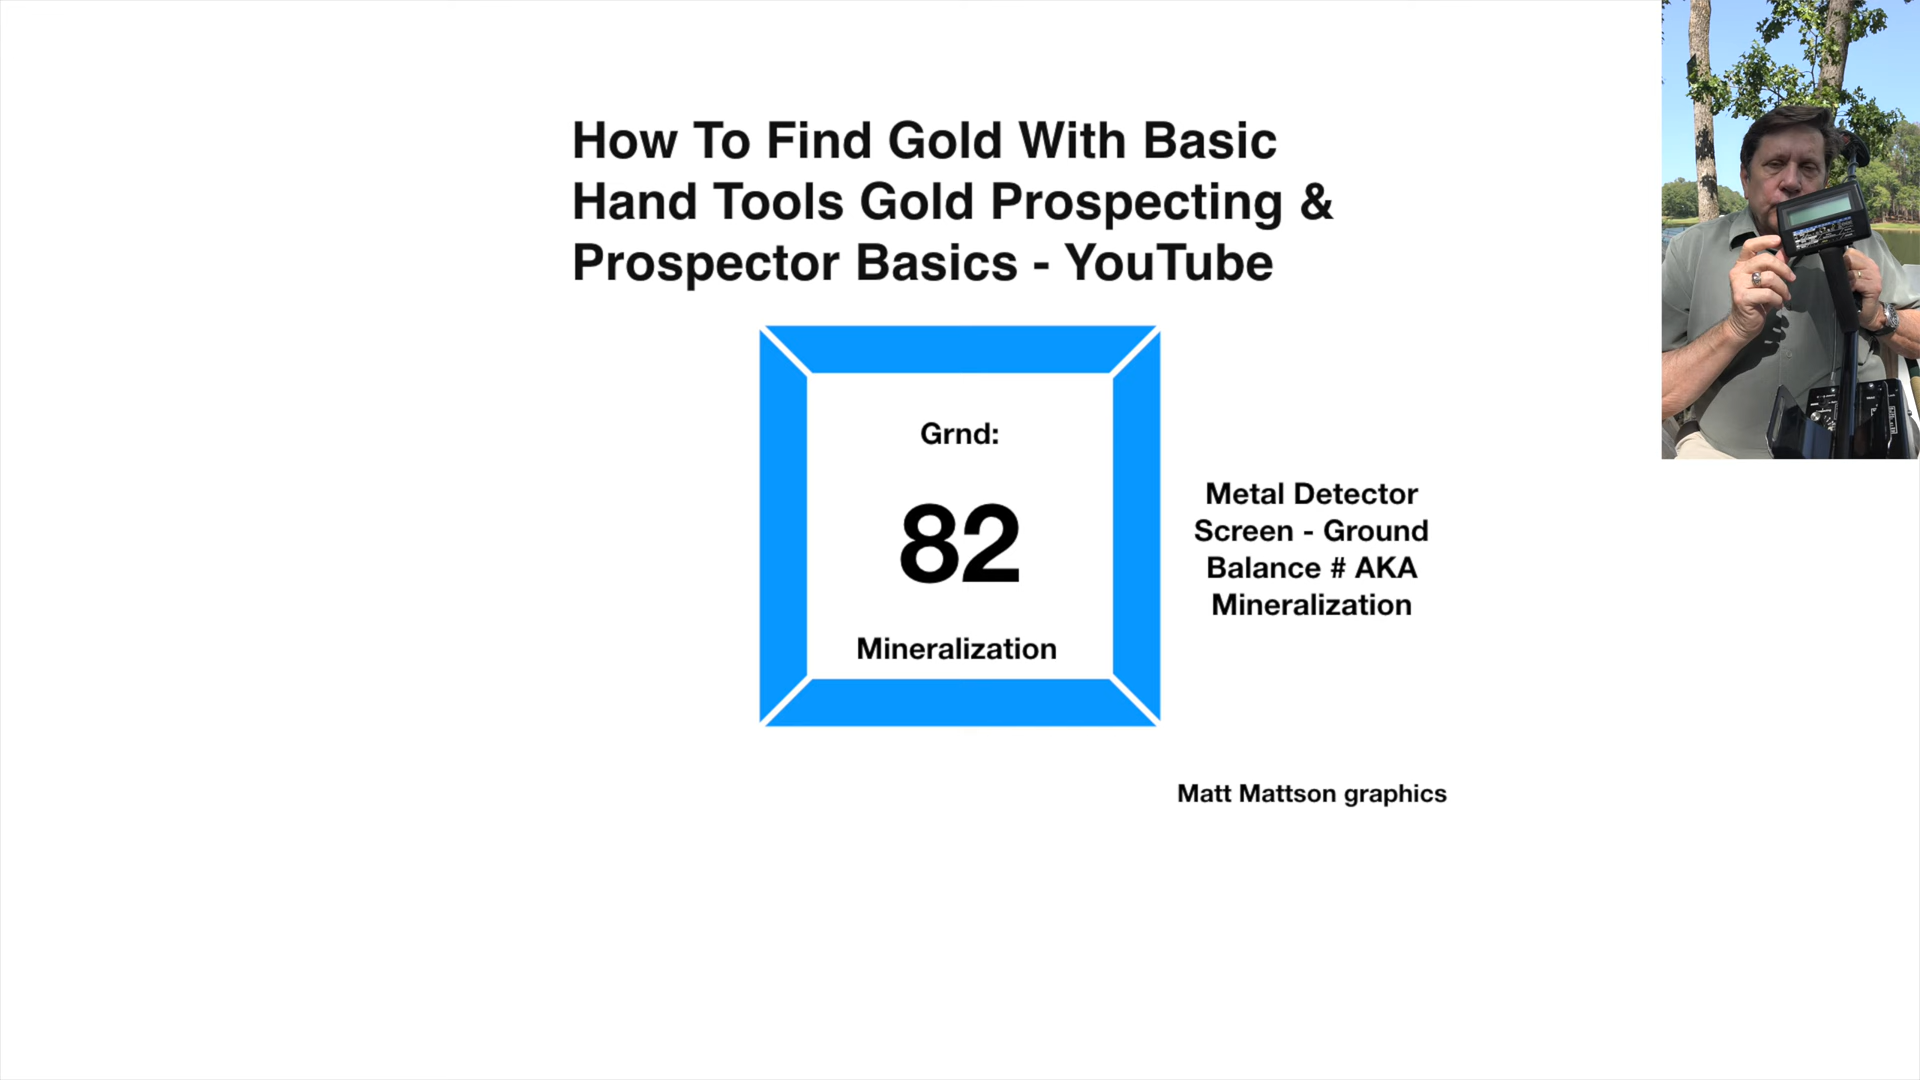 How To Find Gold With Basic
Hand Tools Gold Prospecting &
Prospector Basics - YouTube
Grnd:
82
Mineralization
Metal Detector
Screen - Ground
Balance # AKA
Mineralization
Matt Mattson graphics